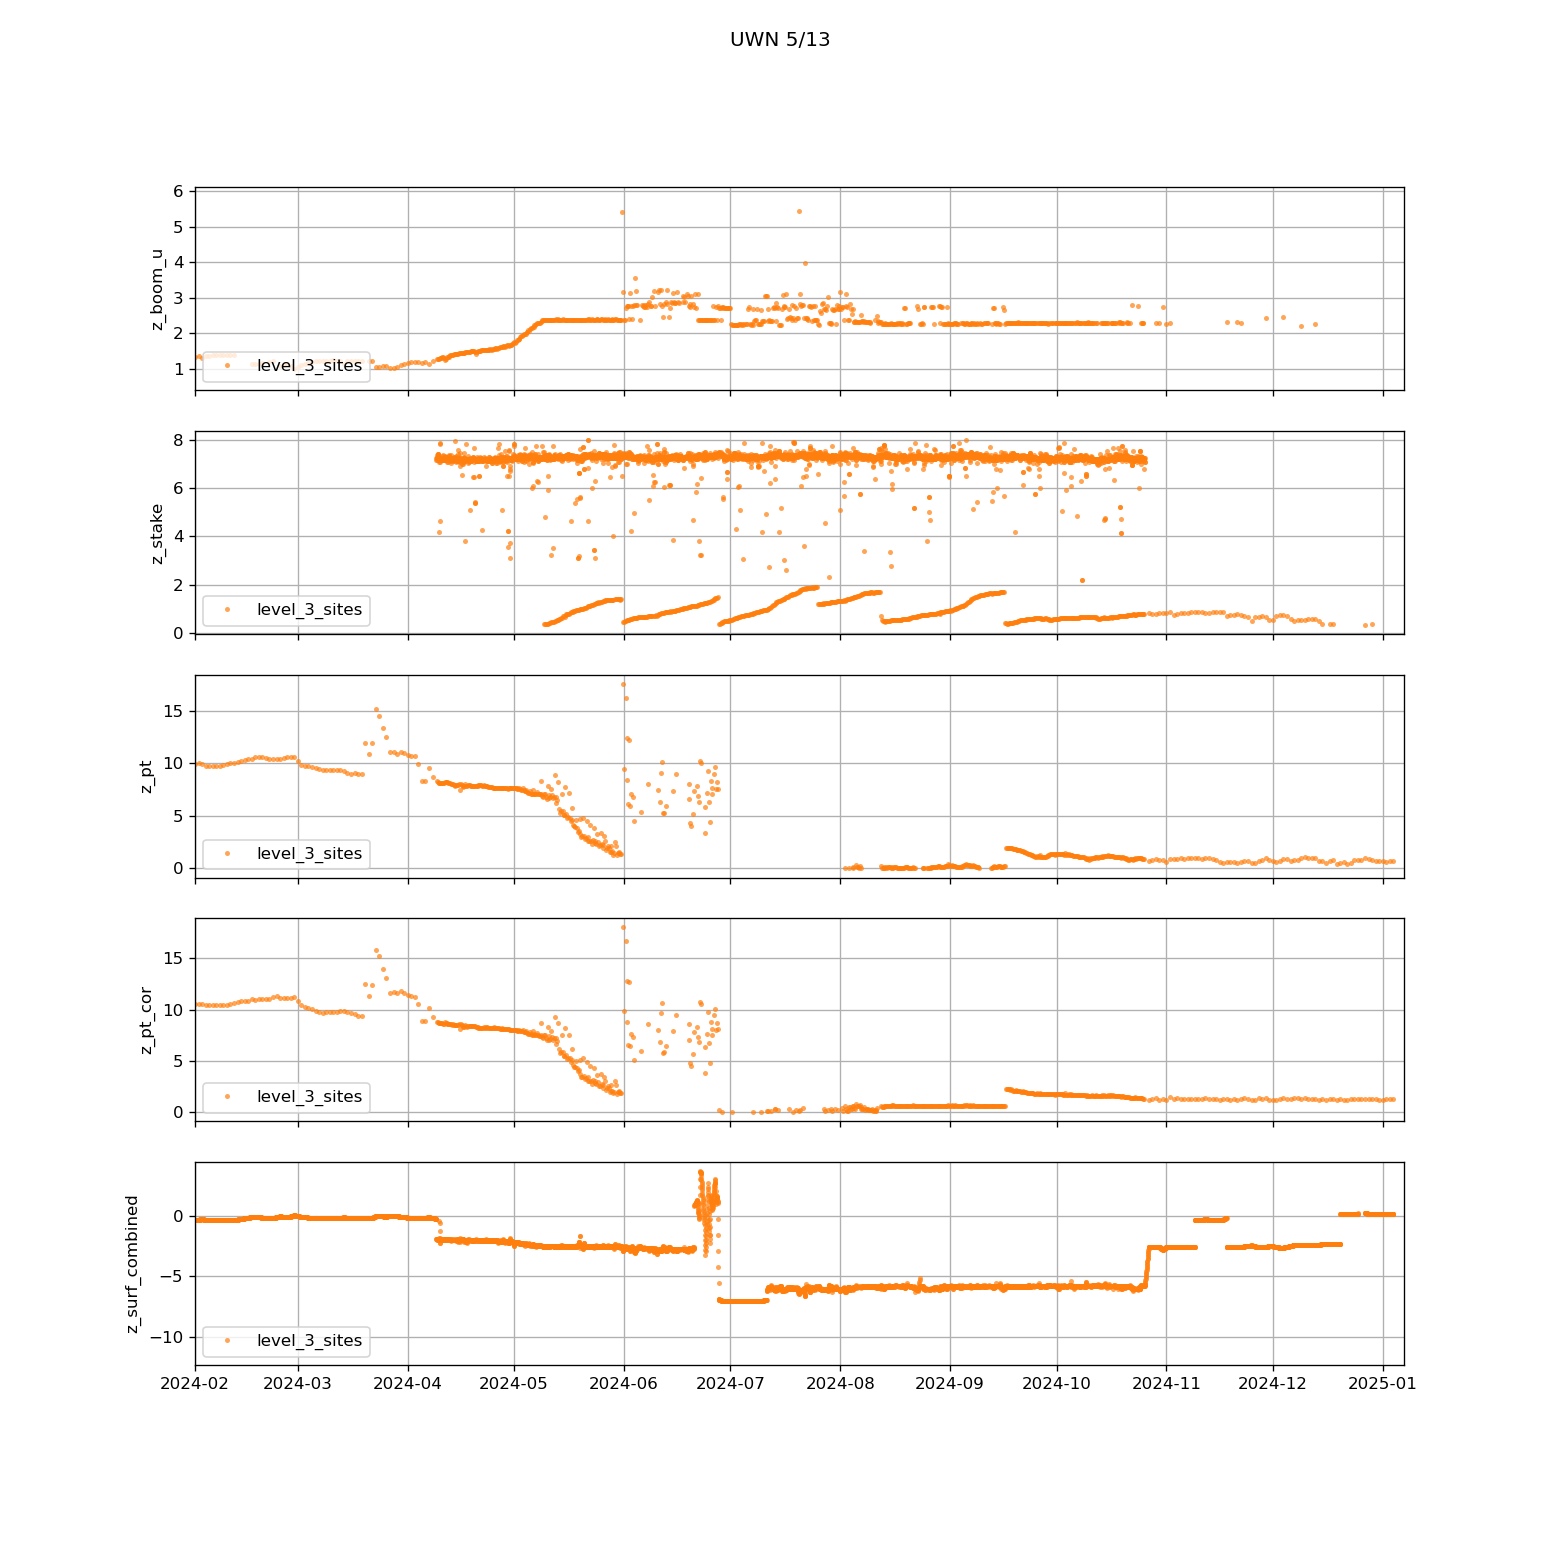 UWN 5/13
z_boom_u
6
5
4
3
2
1
level_3_sites
z_stake
8
6
4
2
0
level_3_sites
z_pt
15
10
5
0
level_3_sites
z_pt_cor
15
10
5
0
level_3_sites
z_surf_combined
0
−5
−10
level_3_sites
2024-02 2024-03 2024-04 2024-05 2024-06 2024-07 2024-08 2024-09 2024-10 2024-11 2024-12 2025-01